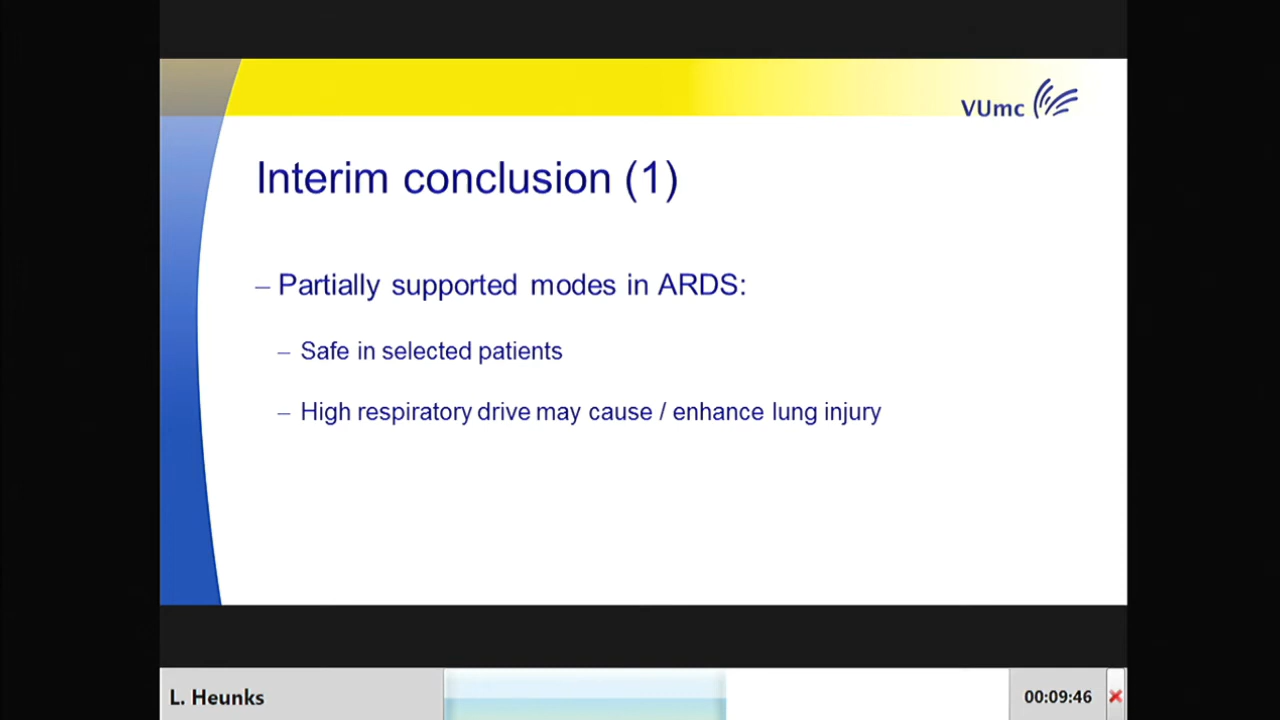 VUmc
Interim conclusion (1)
– Partially supported modes in ARDS:
– Safe in selected patients
– High respiratory drive may cause / enhance lung injury
L. Heunks
00:09:46